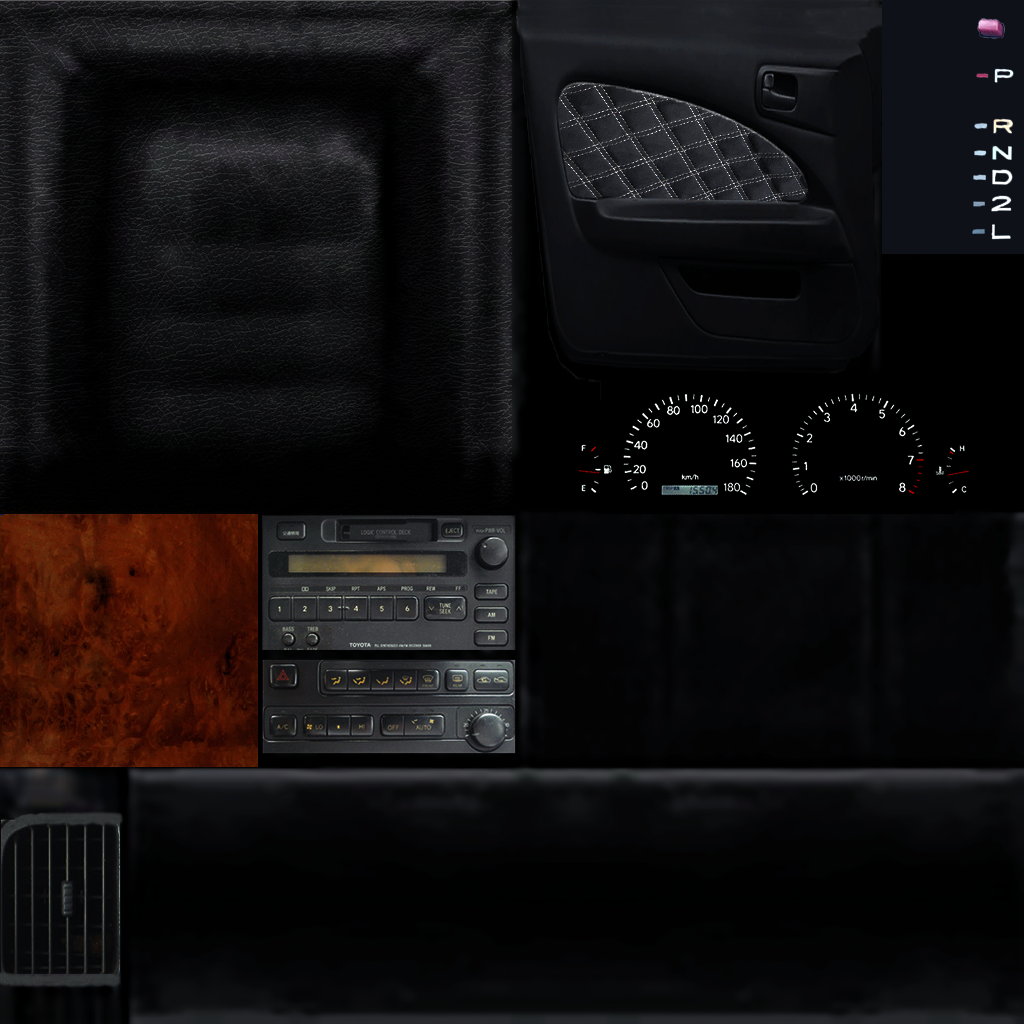 P
R
N
D
2
L
0
20
40
60
80
100
120
140
160
180
km/h
15504
0
1
2
3
4
5
6
7
8
x1000r/min
F
E
H
C
LOGIC CONTROL DECK
EJECT
PWR·VOL
SKIP RPT APS PROG REW FF
1 2 3 4 5 6
TUNE
SEEK
TAPE
AM
FM
BASS TREB
TOYOTA
A/C
LO
HI
OFF
AUTO